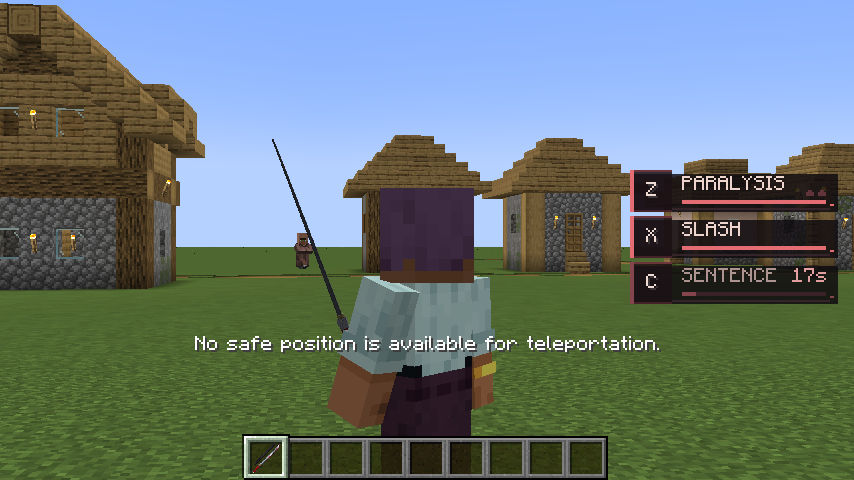 Z PARALYSIS
X SLASH
C SENTENCE 17s
No safe position is available for teleportation.